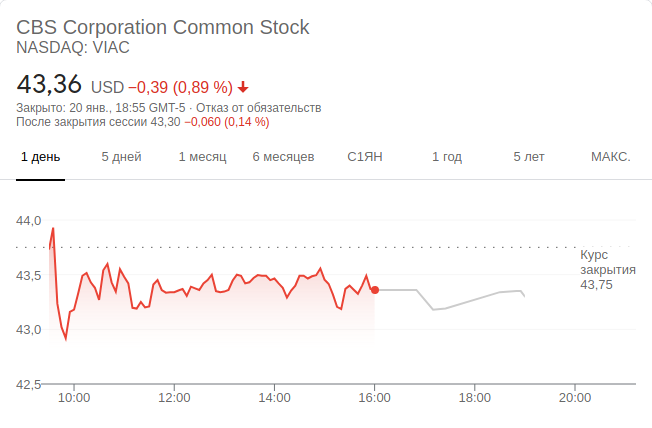 CBS Corporation Common Stock
NASDAQ: VIAC
43,36 USD −0,39 (0,89 %)
Закрыто: 20 янв., 18:55 GMT-5 · Отказ от обязательств
После закрытия сессии 43,30 −0,060 (0,14 %)
1 день 5 дней 1 месяц 6 месяцев С1ЯН 1 год 5 лет МАКС.
44,0
Курс
закрытия
43,75
43,5
43,0
42,5
10:00 12:00 14:00 16:00 18:00 20:00